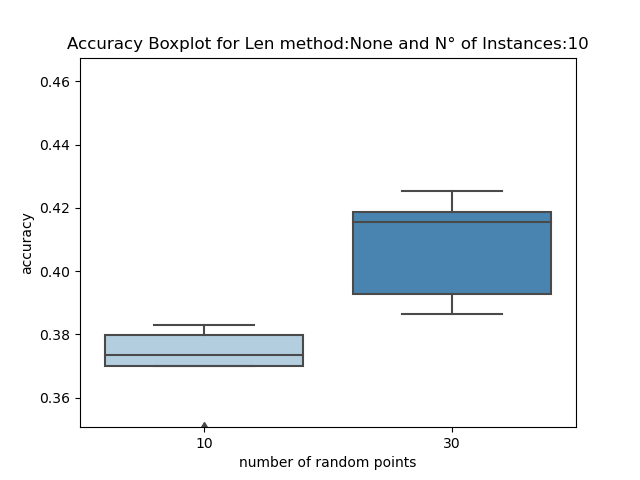 Accuracy Boxplot for Len method:None and N° of Instances:10
0.46
0.44
0.42
0.40
0.38
0.36
accuracy
10 30
number of random points